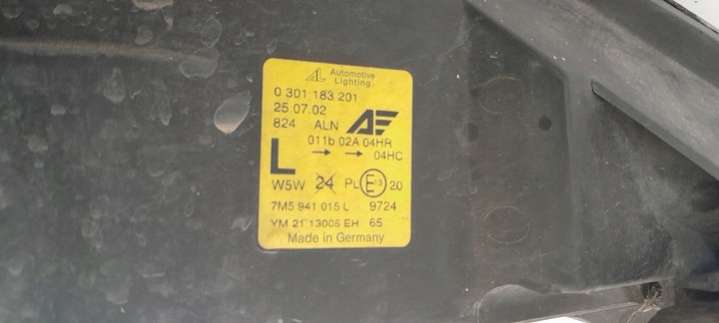 AL Automotive Lighting
0 301 183 201
25.07.02
824 ALN
011b 02A 04HR
L → → 04HC
W5W 24 PL E 20
7M5 941 015 L 9724
YM 21 13005 EH 65
Made in Germany